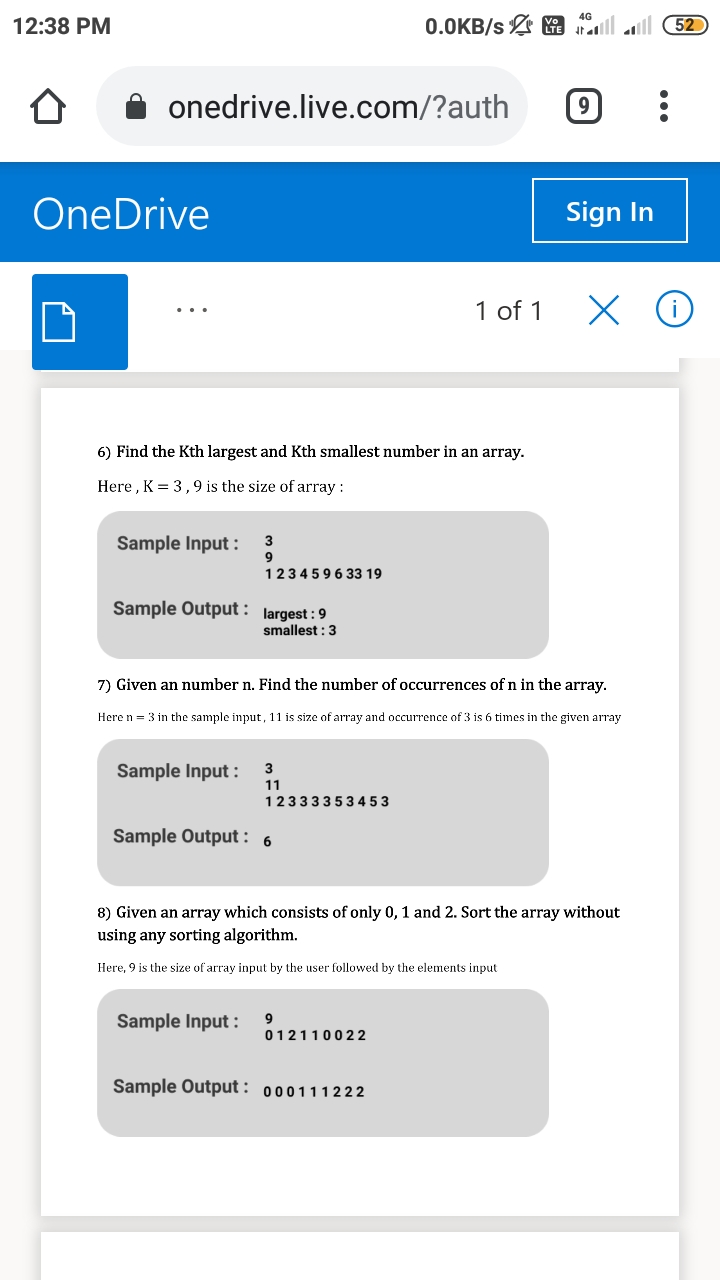 12:38 PM 0.0KB/s Vo LTE 4G 52
onedrive.live.com/?auth 9
OneDrive Sign In
... 1 of 1
6) Find the Kth largest and Kth smallest number in an array.
Here , K = 3 , 9 is the size of array :
Sample Input : 3
9
1 2 3 4 5 9 6 33 19
Sample Output : largest : 9
smallest : 3
7) Given an number n. Find the number of occurrences of n in the array.
Here n = 3 in the sample input , 11 is size of array and occurrence of 3 is 6 times in the given array
Sample Input : 3
11
1 2 3 3 3 3 5 3 4 5 3
Sample Output : 6
8) Given an array which consists of only 0, 1 and 2. Sort the array without
using any sorting algorithm.
Here, 9 is the size of array input by the user followed by the elements input
Sample Input : 9
0 1 2 1 1 0 0 2 2
Sample Output : 0 0 0 1 1 1 2 2 2